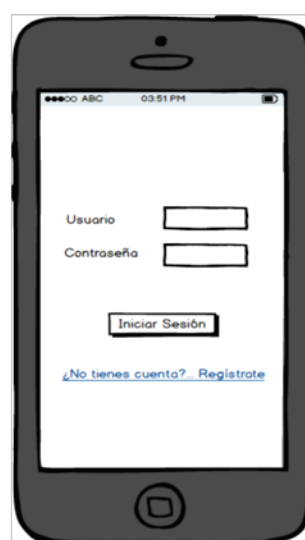 ABC 03:51 PM
Usuario
Contraseña
Iniciar Sesión
¿No tienes cuenta?... Regístrate